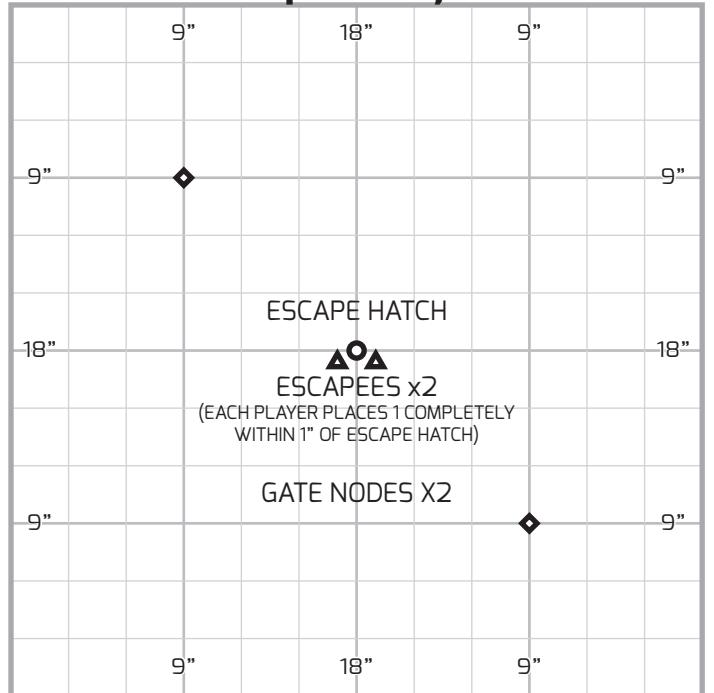 9” 18” 9”
9” 9”
ESCAPE HATCH
18” 18”
ESCAPEES x2
(EACH PLAYER PLACES 1 COMPLETELY
WITHIN 1” OF ESCAPE HATCH)
GATE NODES X2
9” 9”
9” 18” 9”